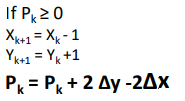 If Pk ≥ 0
Xk+1 = Xk - 1
Yk+1 = Yk +1
Pk = Pk + 2 Δy -2Δx